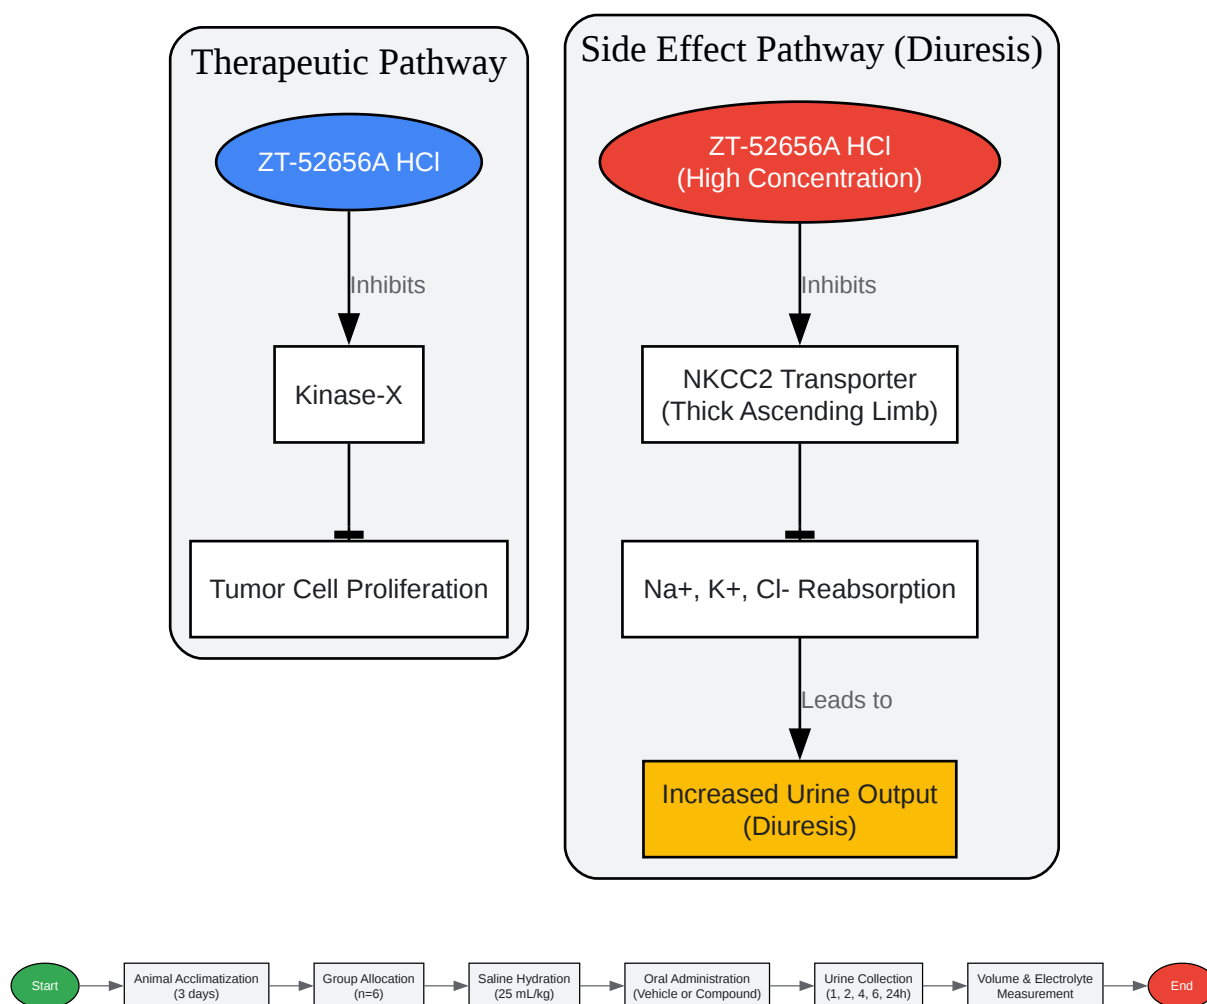 Therapeutic Pathway
ZT-52656A HCl
Inhibits
Kinase-X
Tumor Cell Proliferation
Side Effect Pathway (Diuresis)
ZT-52656A HCl
(High Concentration)
Inhibits
NKCC2 Transporter
(Thick Ascending Limb)
Na+, K+, Cl- Reabsorption
Leads to
Increased Urine Output
(Diuresis)
Start
Animal Acclimatization
(3 days)
Group Allocation
(n=6)
Saline Hydration
(25 mL/kg)
Oral Administration
(Vehicle or Compound)
Urine Collection
(1, 2, 4, 6, 24h)
Volume & Electrolyte
Measurement
End